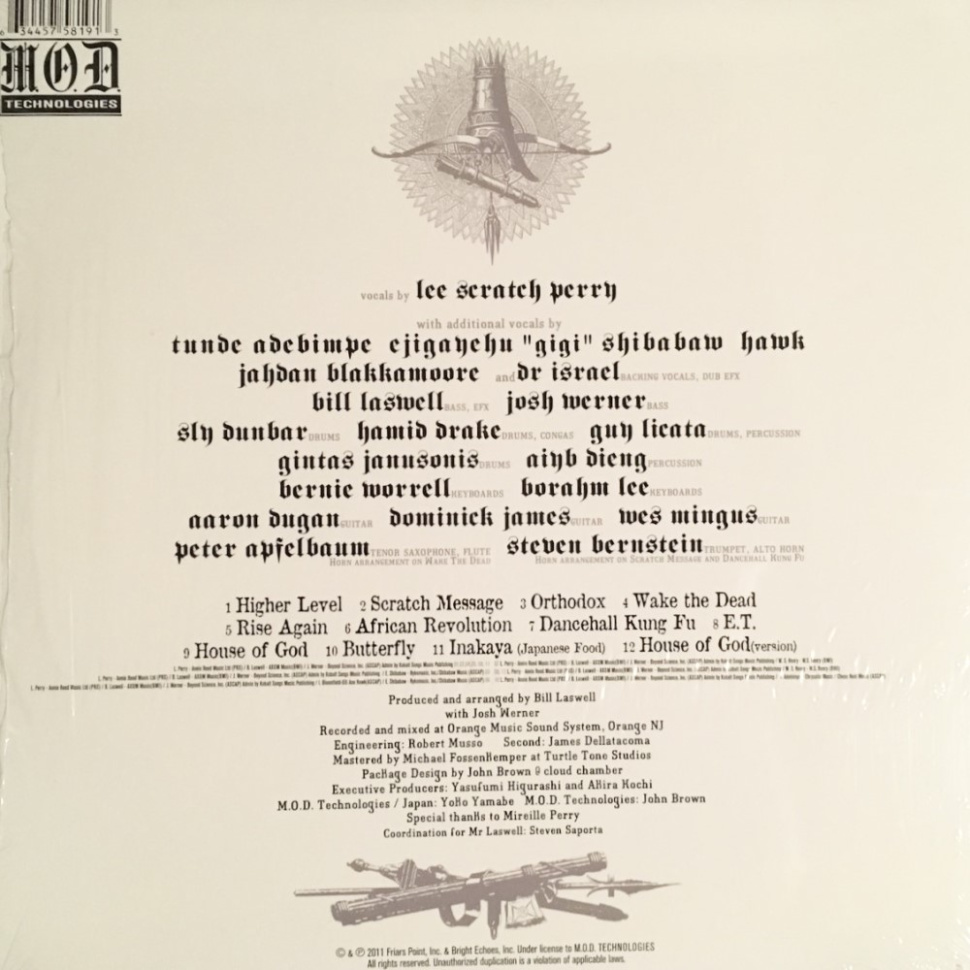 6 34457 58191 3
M.O.D.
TECHNOLOGIES
vocals by lee scratch perry
with additional vocals by
tunde adebimpe ejigayehu "gigi" shibabaw hawk
jahdan blakkamoore and dr israel BACKING VOCALS, DUB EFX
bill laswell BASS, EFX josh werner BASS
sly dunbar DRUMS hamid drake DRUMS, CONGAS guy licata DRUMS, PERCUSSION
gintas janusonis DRUMS aiyb dieng PERCUSSION
bernie worrell KEYBOARDS borahm lee KEYBOARDS
aaron dugan GUITAR dominick james GUITAR wes mingus GUITAR
peter apfelbaum TENOR SAXOPHONE, FLUTE steven bernstein TRUMPET, ALTO HORN
HORN ARRANGEMENT ON WAKE THE DEAD HORN ARRANGEMENT ON SCRATCH MESSAGE AND DANCEHALL KUNG FU
1 Higher Level 2 Scratch Message 3 Orthodox 4 Wake the Dead
5 Rise Again 6 African Revolution 7 Dancehall Kung Fu 8 E.T.
9 House of God 10 Butterfly 11 Inakaya (Japanese Food) 12 House of God (version)
Produced and arranged by Bill Laswell
with Josh Werner
Recorded and mixed at Orange Music Sound System, Orange NJ
Engineering: Robert Musso Second: James Dellatacoma
Mastered by Michael Fossenkemper at Turtle Tone Studios
Package Design by John Brown @ cloud chamber
Executive Producers: Yasufumi Higurashi and Akira Kochi
M.O.D. Technologies / Japan: Yoko Yamabe M.O.D. Technologies: John Brown
Special thanks to Mireille Perry
Coordination for Mr Laswell: Steven Saporta
© & ℗ 2011 Friars Point, Inc. & Bright Echoes, Inc. Under license to M.O.D. TECHNOLOGIES
All rights reserved. Unauthorized duplication is a violation of applicable laws.